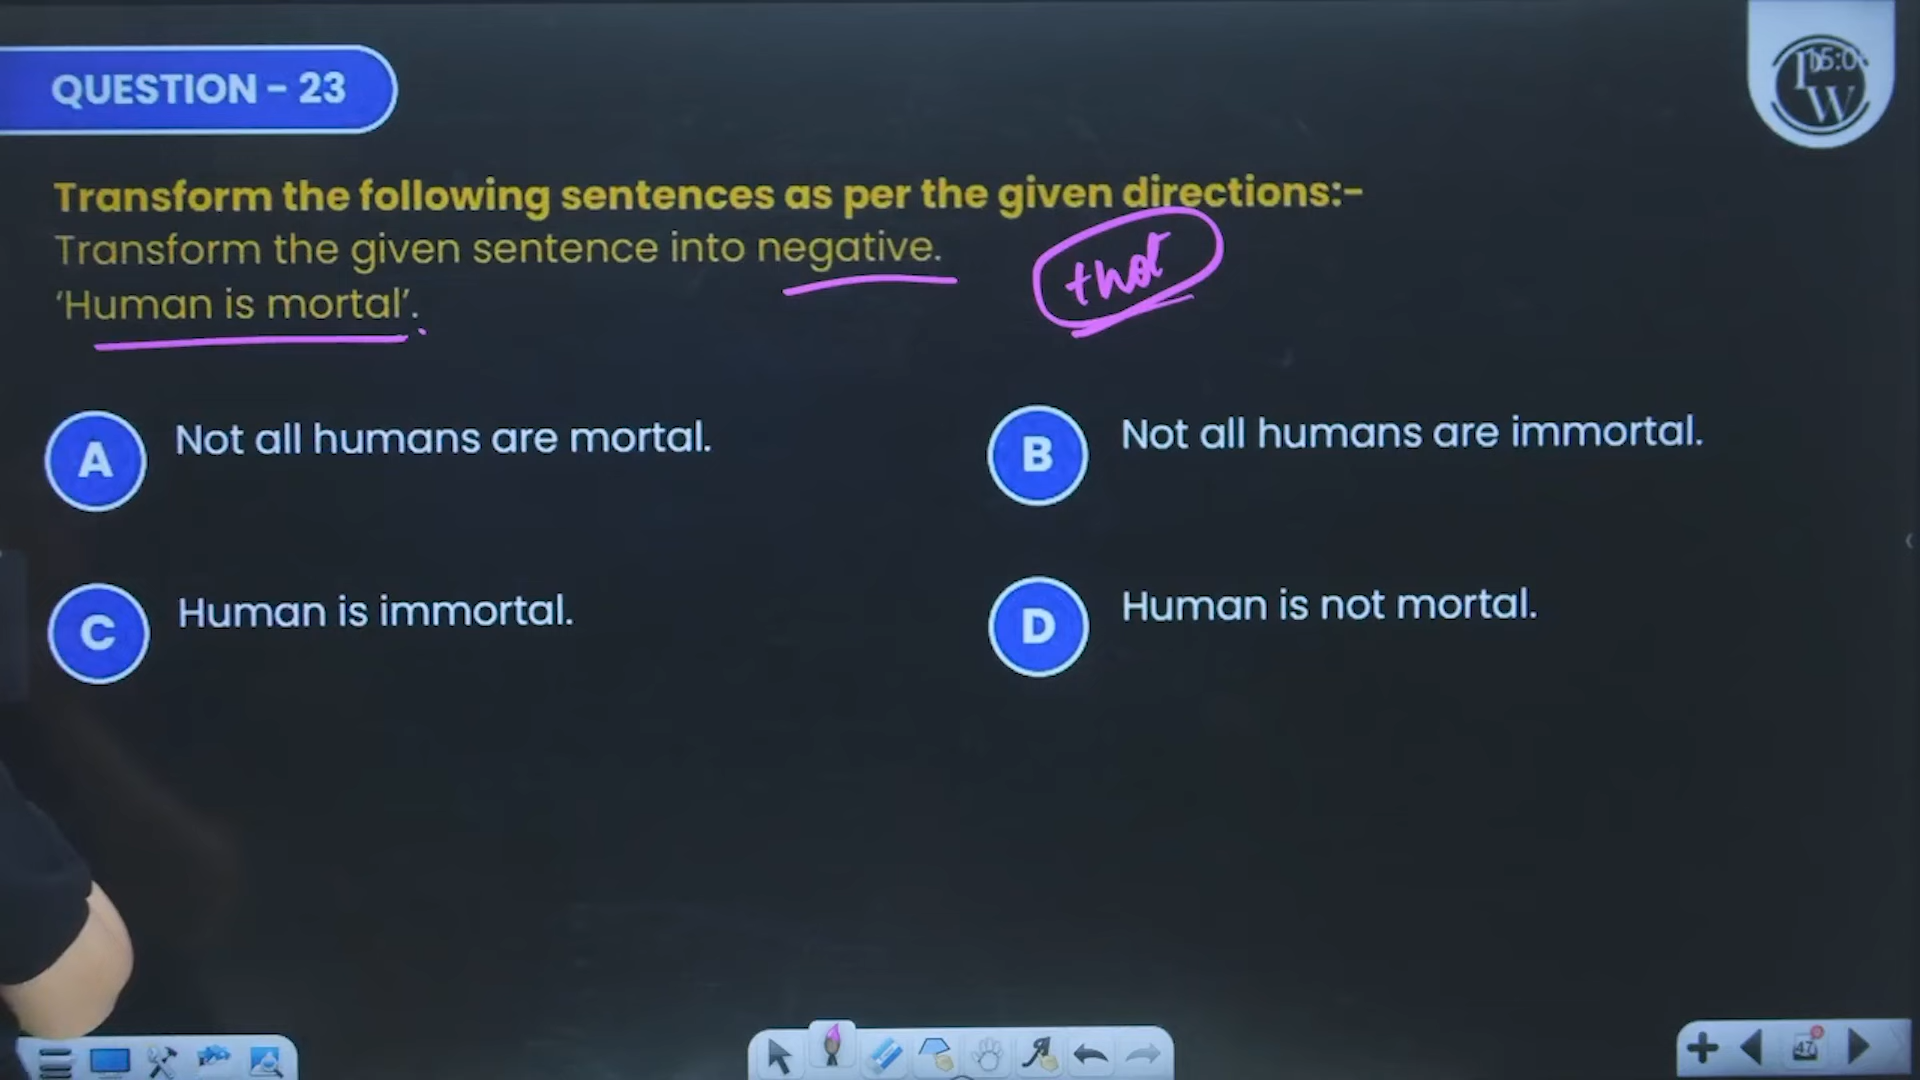 QUESTION - 23
Transform the following sentences as per the given directions:-
Transform the given sentence into negative.
‘Human is mortal’.
A Not all humans are mortal.
B Not all humans are immortal.
C Human is immortal.
D Human is not mortal.
47